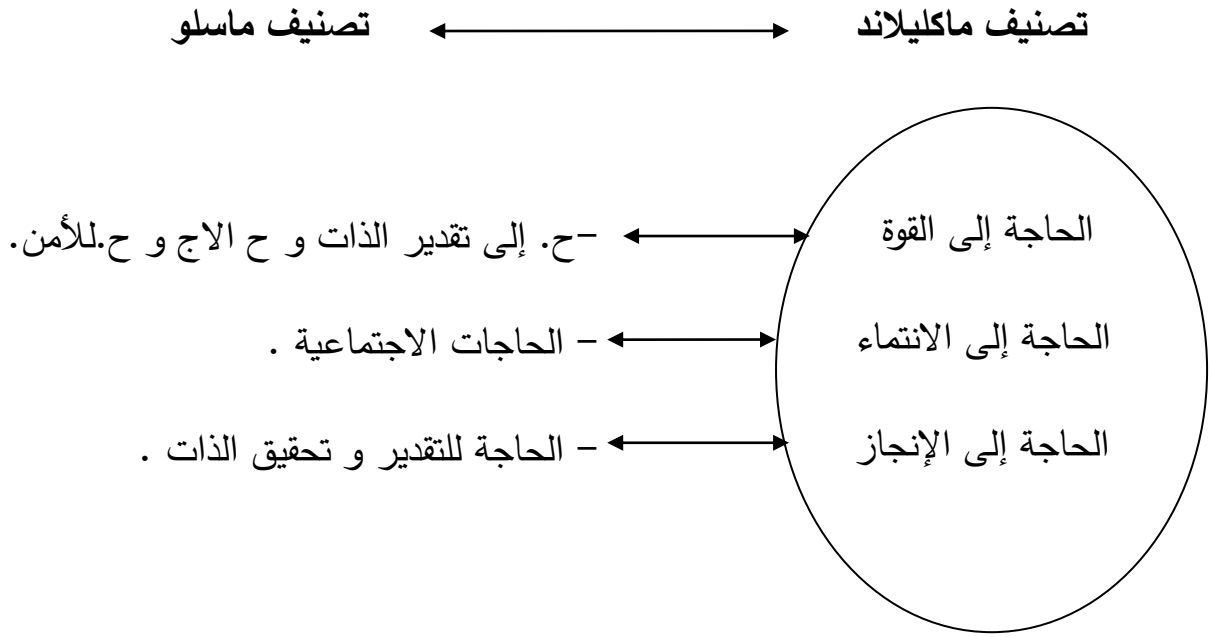 تصنيف ماكليلاند تصنيف ماسلو
الحاجة إلى القوة -ح. إلى تقدير الذات و ح الاج و ح.للأمن.
الحاجة إلى الانتماء - الحاجات الاجتماعية .
الحاجة إلى الإنجاز - الحاجة للتقدير و تحقيق الذات .